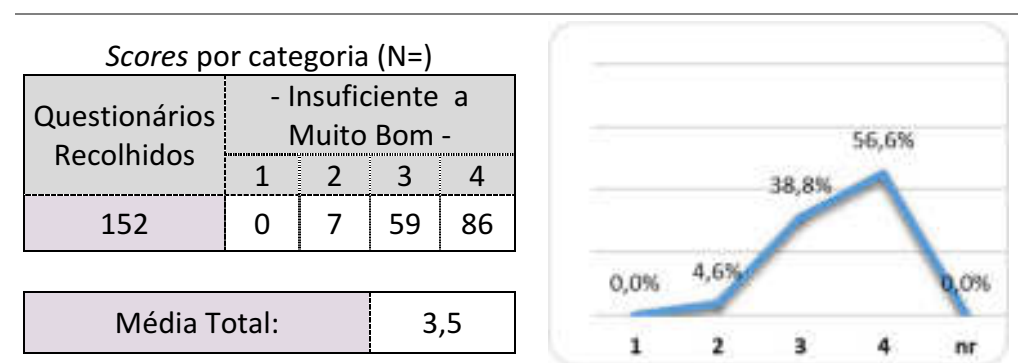 Scores por categoria (N=)
Questionários
Recolhidos
- Insuficiente a
Muito Bom -
1 2 3 4
152 0 7 59 86
Média Total: 3,5
56,6%
38,8%
4,6%
0,0%
0,0%
1 2 3 4 nr